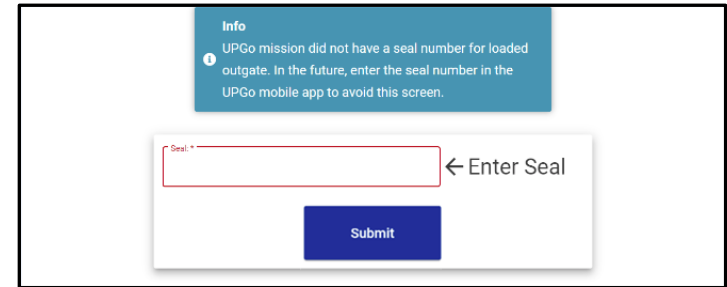 Info
UPGo mission did not have a seal number for loaded
outgate. In the future, enter the seal number in the
UPGo mobile app to avoid this screen.
Seal: *
←Enter Seal
Submit